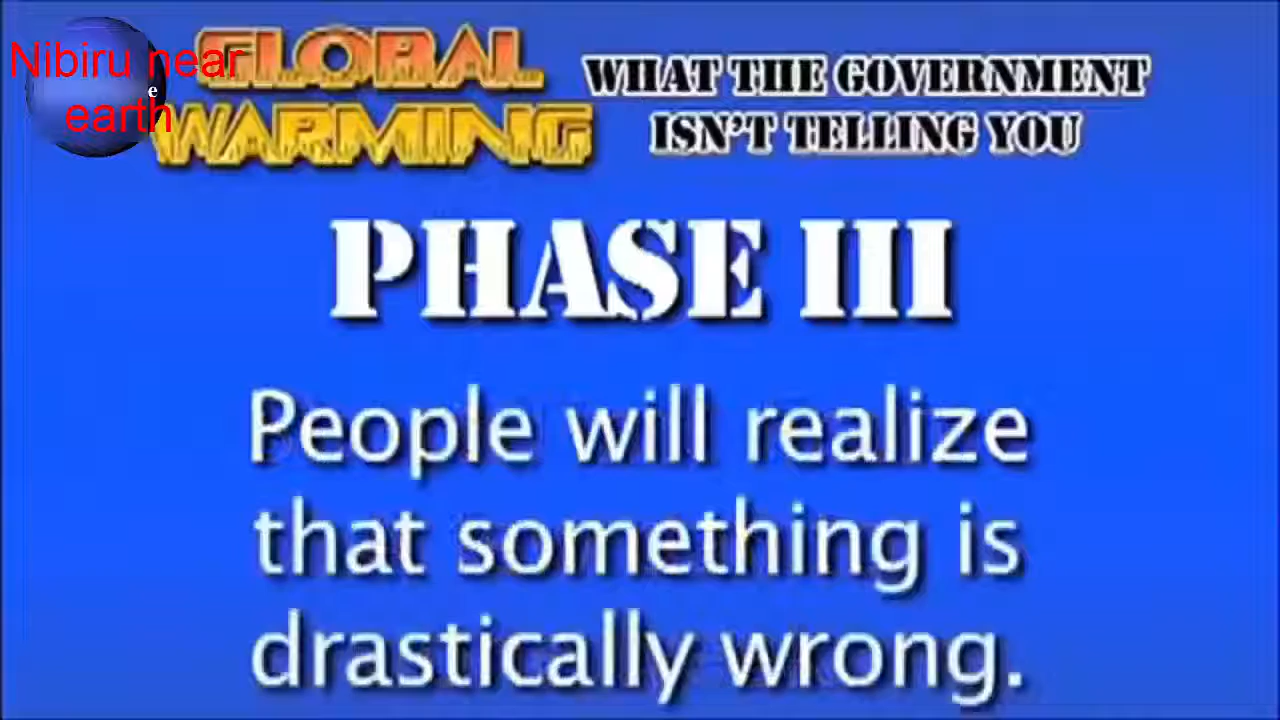 Nibiru near
earth
e
GLOBAL
WARMING
WHAT THE GOVERNMENT
ISN'T TELLING YOU
PHASE III
People will realize
that something is
drastically wrong.